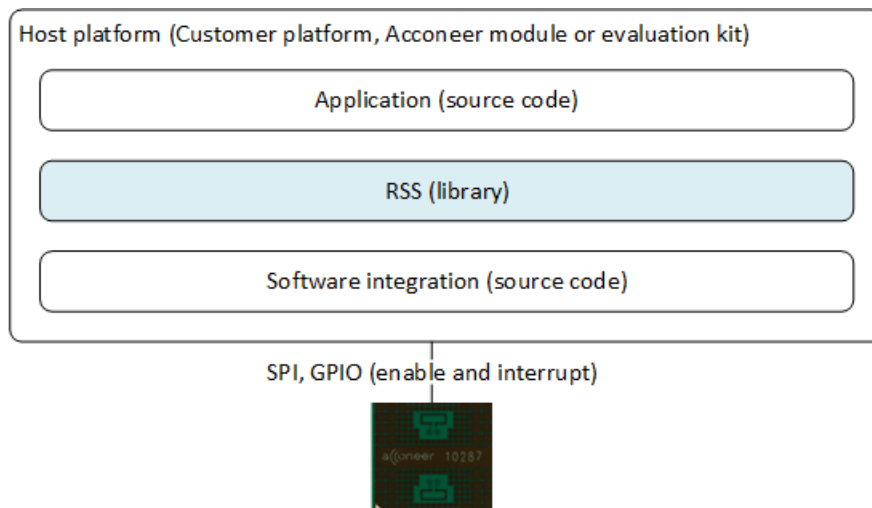 Host platform (Customer platform, Acconeer module or evaluation kit)
Application (source code)
RSS (library)
Software integration (source code)
SPI, GPIO (enable and interrupt)
acconeer 10287